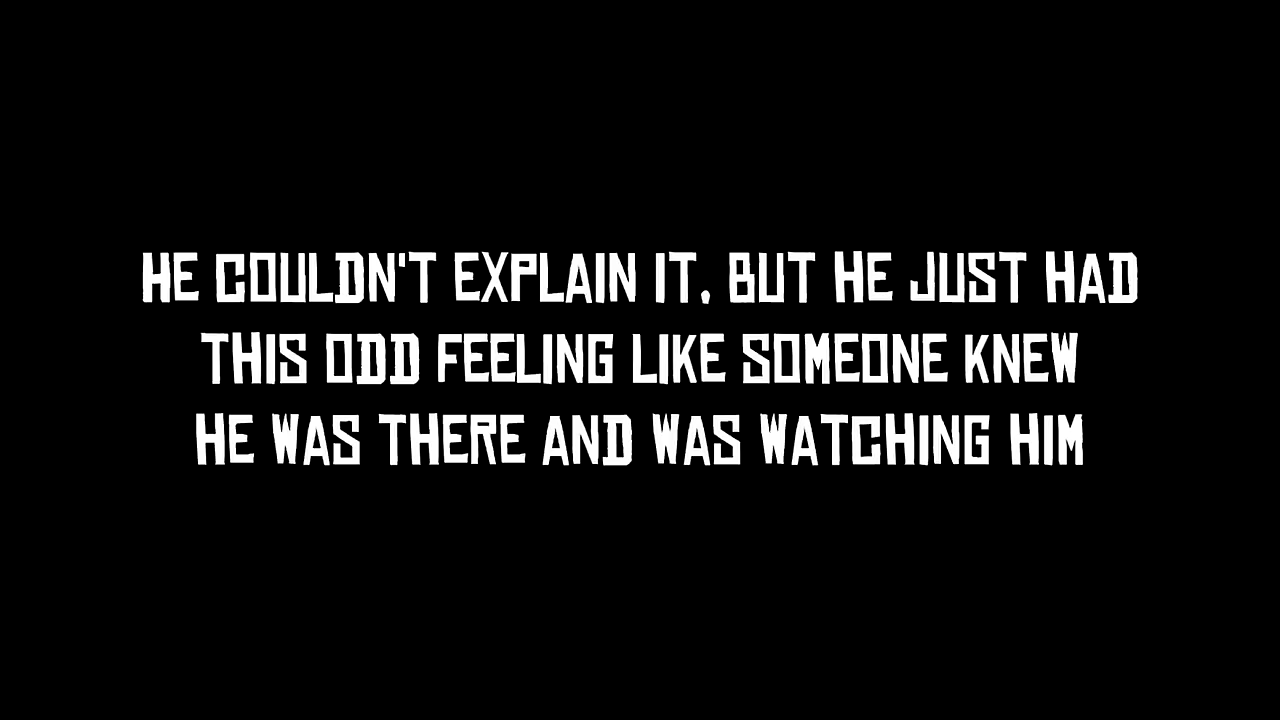 HE COULDN'T EXPLAIN IT, BUT HE JUST HAD
THIS ODD FEELING LIKE SOMEONE KNEW
HE WAS THERE AND WAS WATCHING HIM